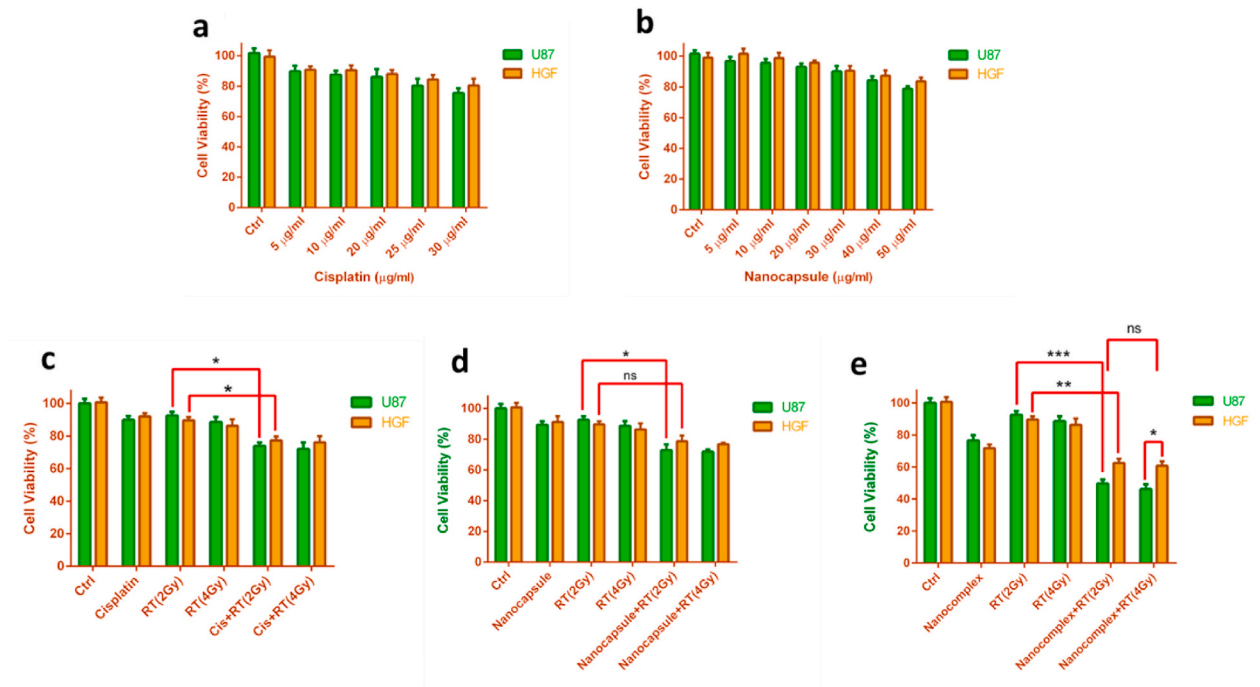 a
100
80
60
40
20
0
Cell Viability (%)
Ctrl
5 μg/ml
10 μg/ml
20 μg/ml
25 μg/ml
30 μg/ml
Cisplatin (μg/ml)
U87
HGF
b
100
80
60
40
20
0
Cell Viability (%)
Ctrl
5 μg/ml
10 μg/ml
20 μg/ml
30 μg/ml
40 μg/ml
50 μg/ml
Nanocapsule (μg/ml)
U87
HGF
c
*
*
100
80
60
40
20
0
Cell Viability (%)
Ctrl
Cisplatin
RT(2Gy)
RT(4Gy)
Cis+RT(2Gy)
Cis+RT(4Gy)
U87
HGF
d
*
ns
100
80
60
40
20
0
Cell Viability (%)
Ctrl
Nanocapsule
RT(2Gy)
RT(4Gy)
Nanocapsule+RT(2Gy)
Nanocapsule+RT(4Gy)
U87
HGF
e
ns
***
**
*
100
80
60
40
20
0
Cell Viability (%)
Ctrl
Nanocomplex
RT(2Gy)
RT(4Gy)
Nanocomplex+RT(2Gy)
Nanocomplex+RT(4Gy)
U87
HGF